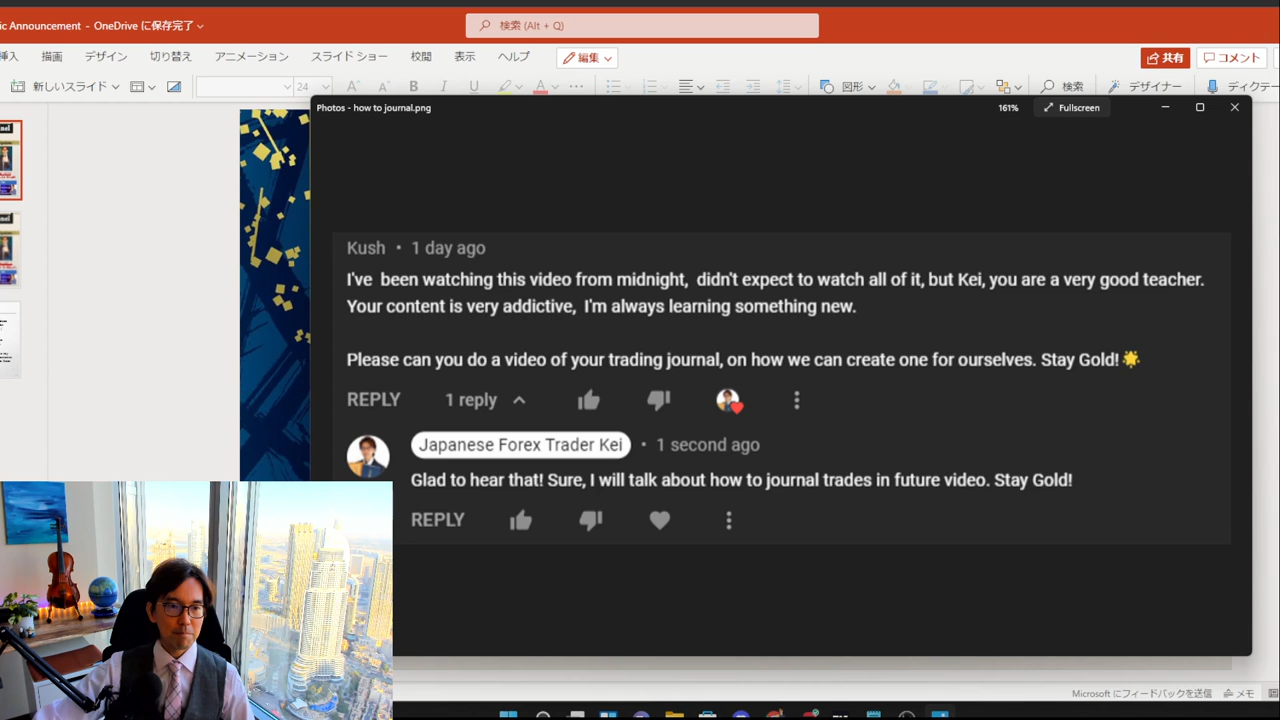 ic Announcement - OneDrive に保存完了
検索 (Alt + Q)
挿入 描画 デザイン 切り替え アニメーション スライド ショー 校閲 表示 ヘルプ 編集 共有 コメント
新しいスライド 24 B I U A 図形 検索 デザイナー ディクテー
Photos - how to journal.png 161% Fullscreen
Kush • 1 day ago
I've been watching this video from midnight, didn't expect to watch all of it, but Kei, you are a very good teacher.
Your content is very addictive, I'm always learning something new.
Please can you do a video of your trading journal, on how we can create one for ourselves. Stay Gold!🌟
REPLY 1 reply
Japanese Forex Trader Kei • 1 second ago
Glad to hear that! Sure, I will talk about how to journal trades in future video. Stay Gold!
REPLY
Microsoft にフィードバックを送信 メモ